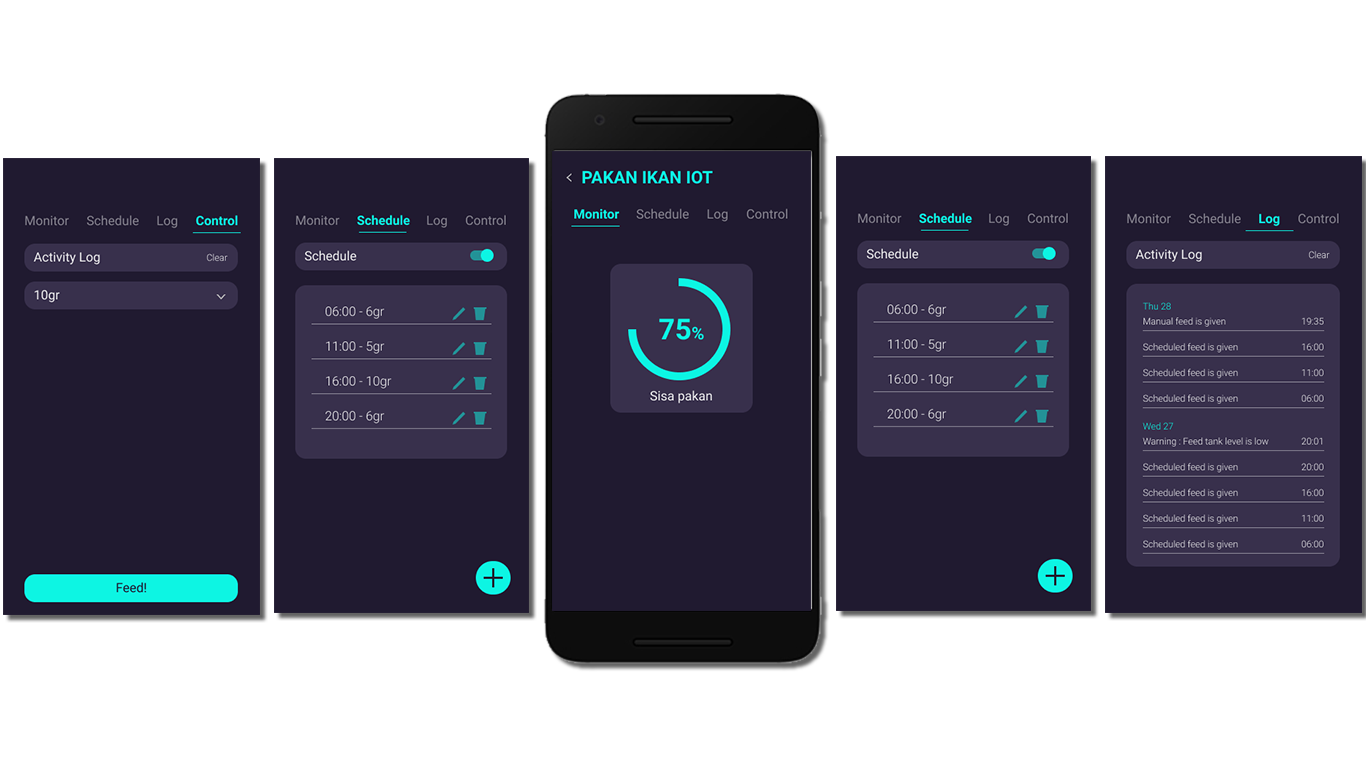 Monitor Schedule Log Control
Activity Log Clear
10gr
Feed!
Monitor Schedule Log Control
Schedule
06:00 - 6gr
11:00 - 5gr
16:00 - 10gr
20:00 - 6gr
PAKAN IKAN IOT
Monitor Schedule Log Control
75%
Sisa pakan
Monitor Schedule Log Control
Schedule
06:00 - 6gr
11:00 - 5gr
16:00 - 10gr
20:00 - 6gr
Monitor Schedule Log Control
Activity Log Clear
Thu 28
Manual feed is given 19:35
Scheduled feed is given 16:00
Scheduled feed is given 11:00
Scheduled feed is given 06:00
Wed 27
Warning : Feed tank level is low 20:01
Scheduled feed is given 20:00
Scheduled feed is given 16:00
Scheduled feed is given 11:00
Scheduled feed is given 06:00